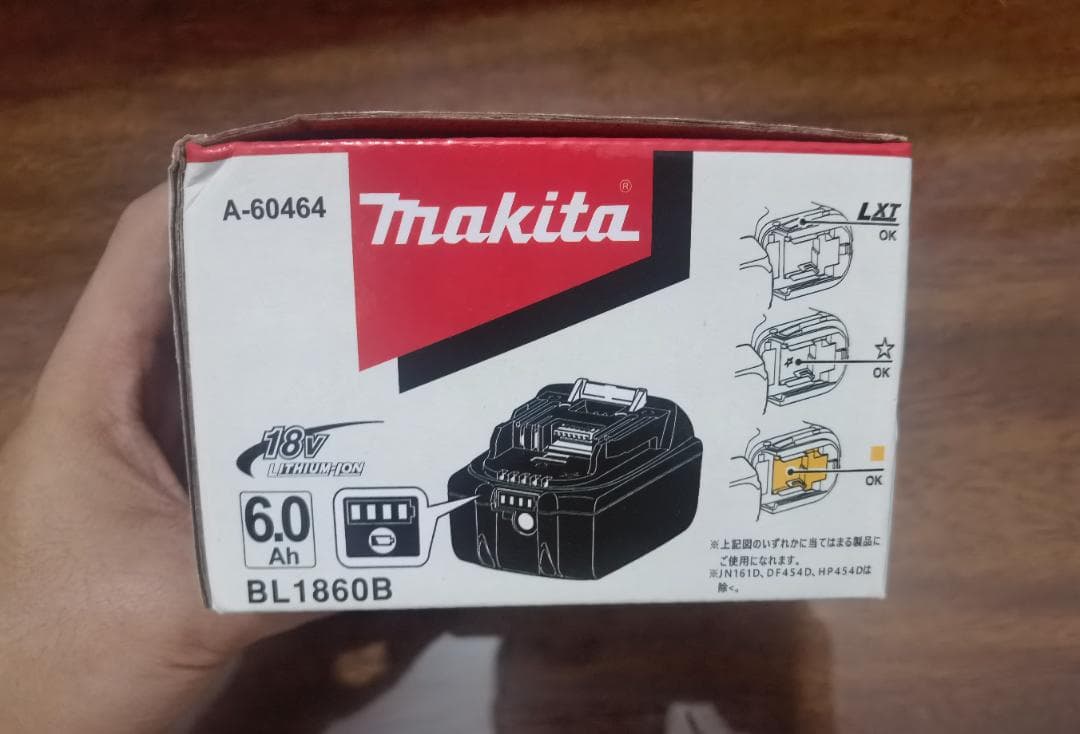 A-60464
makita®
LXT
OK
☆
OK
OK
18V
LITHIUM-ION
6.0
Ah
BL1860B
※上記図のいずれかに当てはまる製品に
ご使用になれます。
※JN161D、DF454D、HP454Dは
除く。